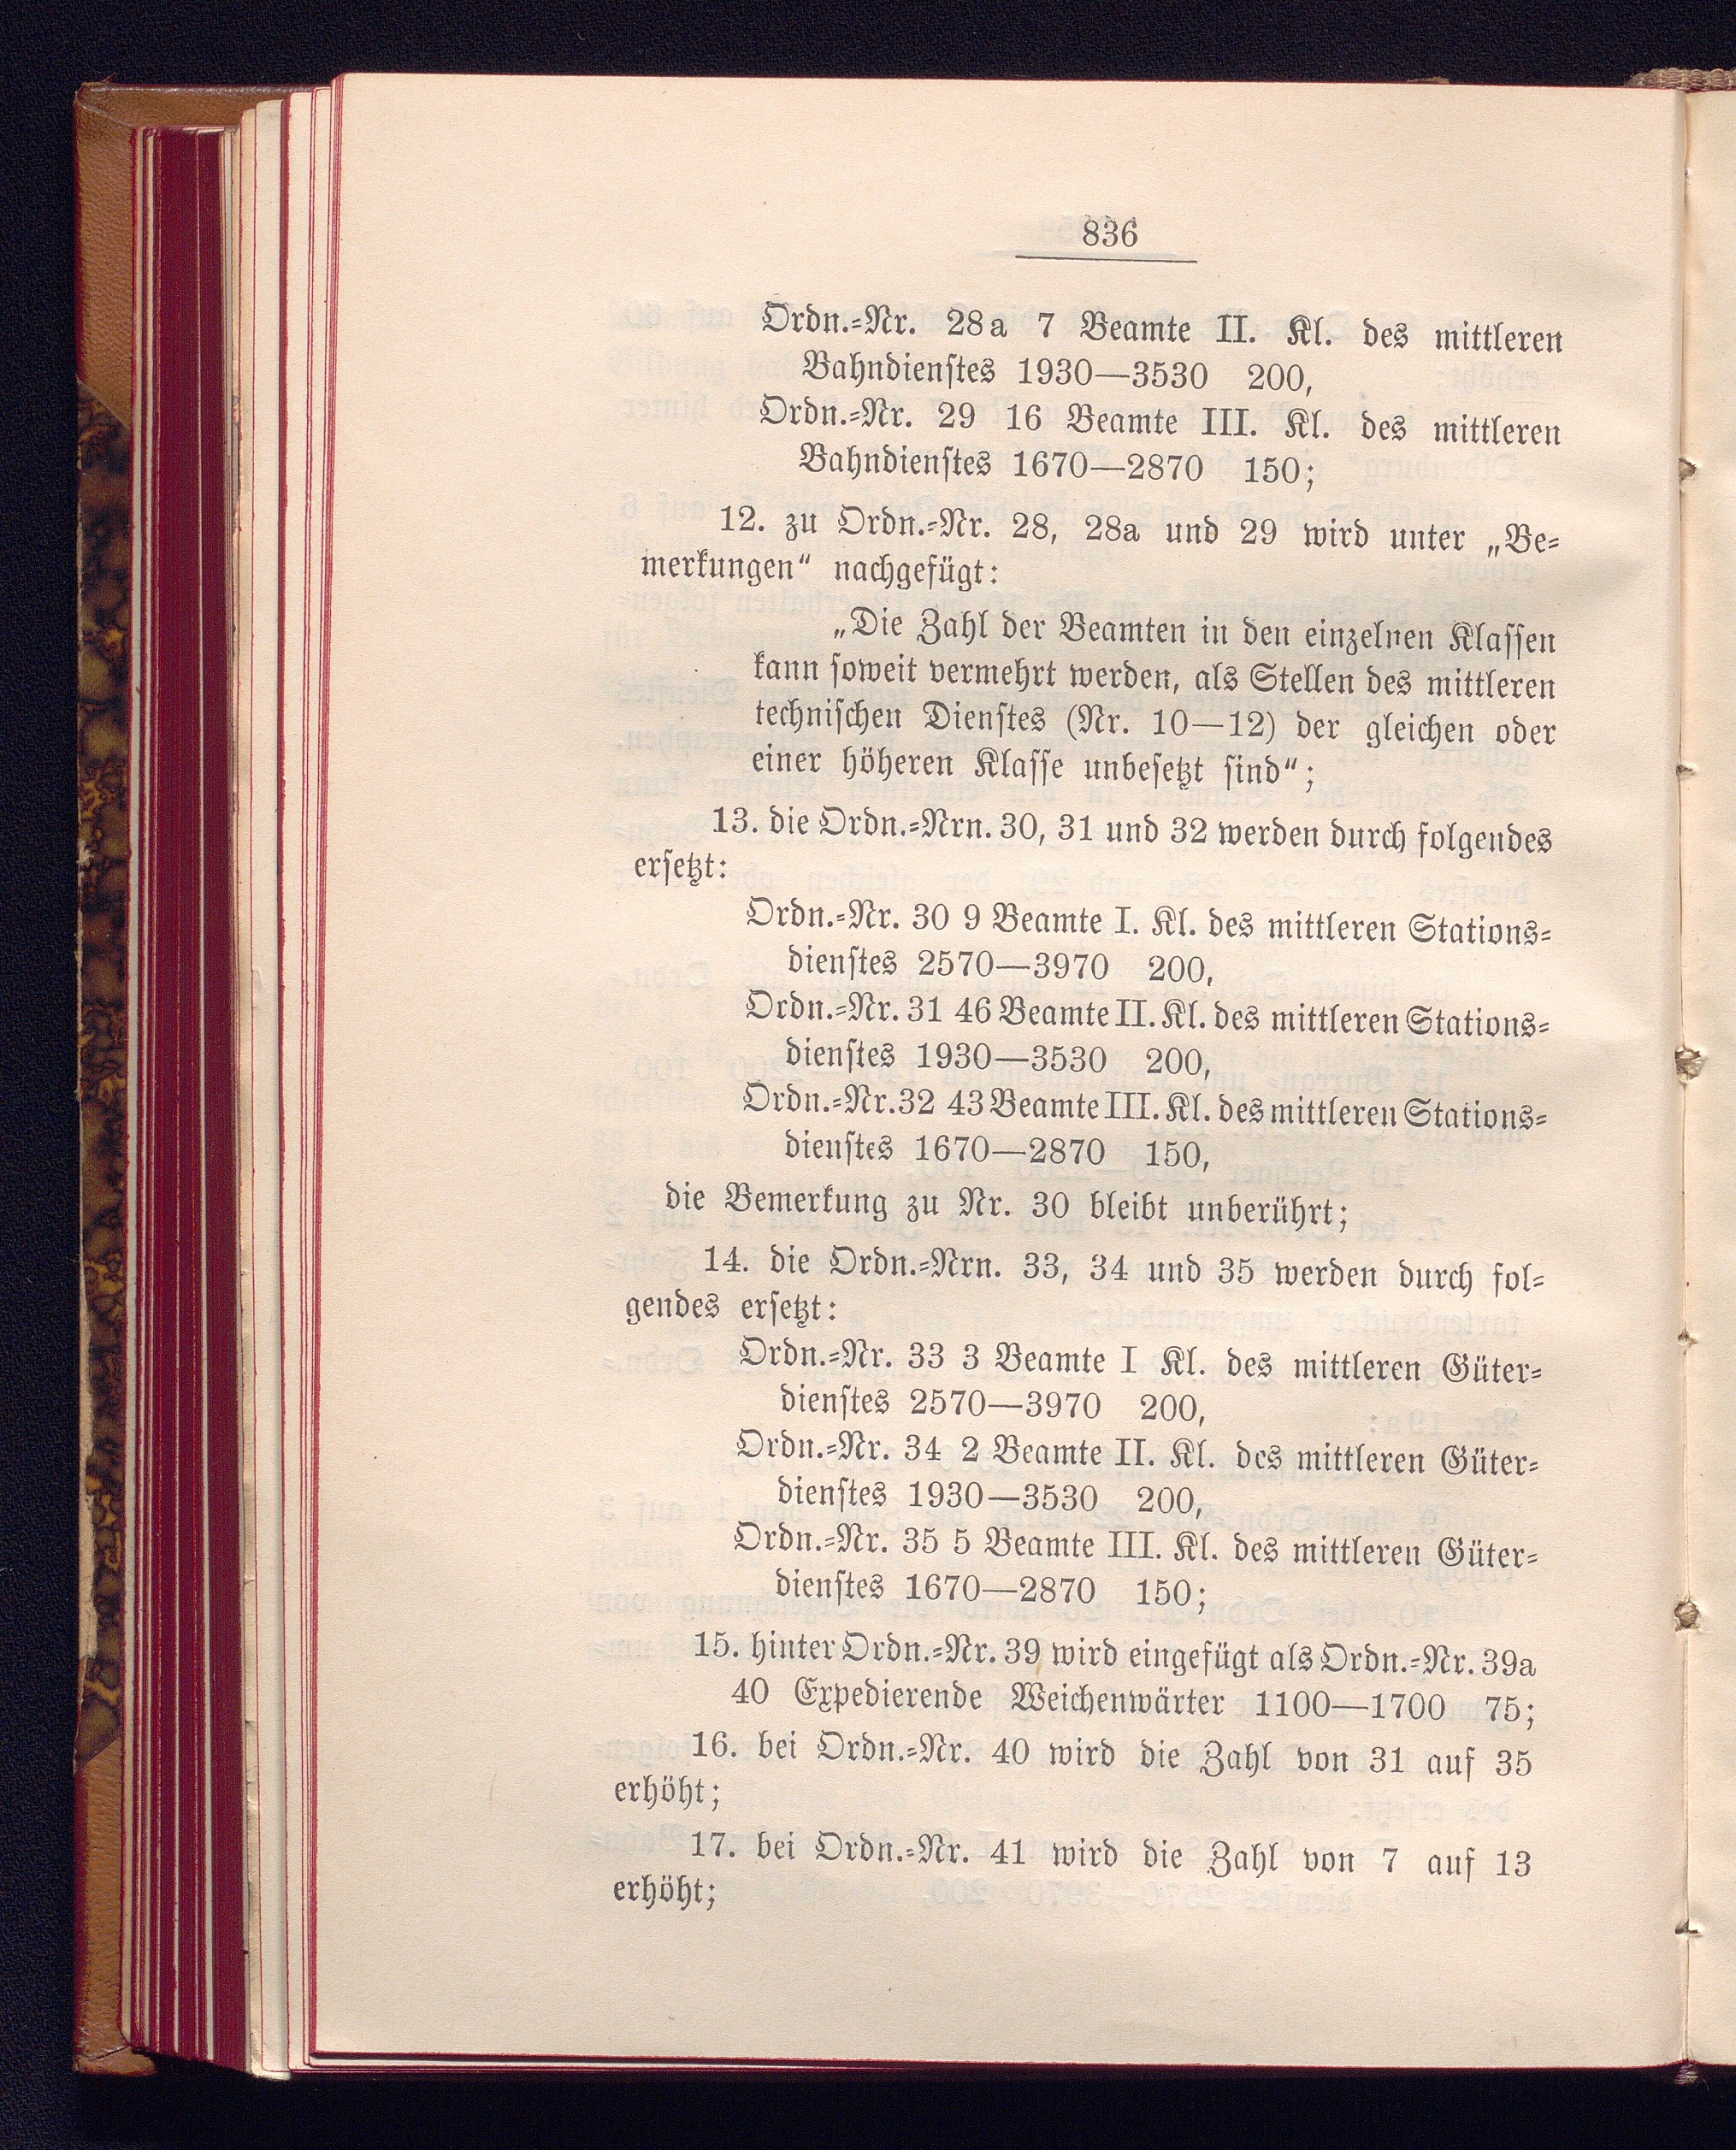 836
Ordn.=Nr. 28a 7 Beamte II. Kl. des mittleren
Bahndienſtes 1930—3530 200,
Ordn.=Nr. 29 16 Beamte III. Kl. des mittleren
Bahndienſtes 1670—2870 150;
12. zu Ordn.=Nr. 28, 28a und 29 wird unter „Be=
merkungen“ nachgefügt:
„Die Zahl der Beamten in den einzelnen Klaſſen
kann ſoweit vermehrt werden, als Stellen des mittleren
techniſchen Dienſtes (Nr. 10—12) der gleichen oder
einer höheren Klaſſe unbeſetzt ſind“;
13. die Ordn.=Nrn. 30, 31 und 32 werden durch folgendes
erſetzt:
Ordn.=Nr. 30 9 Beamte I. Kl. des mittleren Stations=
dienſtes 2570—3970 200,
Ordn.=Nr. 31 46 Beamte II. Kl. des mittleren Stations=
dienſtes 1930—3530 200,
Ordn.=Nr. 32 43 Beamte III. Kl. des mittleren Stations=
dienſtes 1670—2870 150,
die Bemerkung zu Nr. 30 bleibt unberührt;
14. die Ordn.=Nrn. 33, 34 und 35 werden durch fol=
gendes erſetzt:
Ordn.=Nr. 33 3 Beamte I Kl. des mittleren Güter=
dienſtes 2570—3970 200,
Ordn.=Nr. 34 2 Beamte II. Kl. des mittleren Güter=
dienſtes 1930—3530 200,
Ordn.=Nr. 35 5 Beamte III. Kl. des mittleren Güter=
dienſtes 1670—2870 150;
15. hinter Ordn.=Nr. 39 wird eingefügt als Ordn.=Nr. 39a
40 Expedierende Weichenwärter 1100—1700 75;
16. bei Ordn.=Nr. 40 wird die Zahl von 31 auf 35
erhöht;
17. bei Ordn.=Nr. 41 wird die Zahl von 7 auf 13
erhöht;